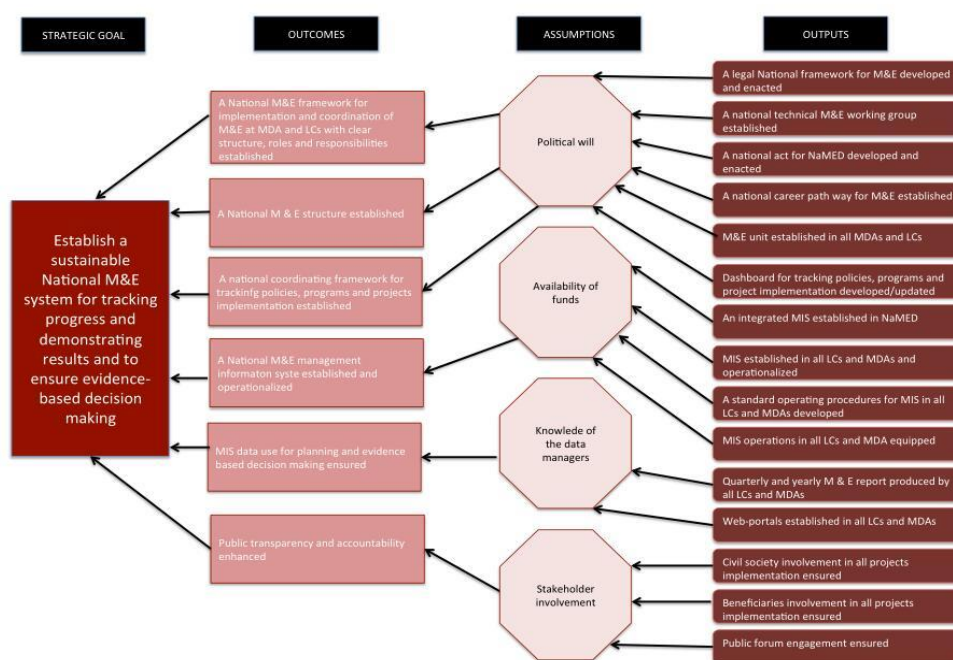 STRATEGIC GOAL
OUTCOMES
ASSUMPTIONS
OUTPUTS
Establish a
sustainable
National M&E
system for tracking
progress and
demonstrating
results and to
ensure evidence-
based decision
making
A National M&E framework for
implementation and coordination of
M&E at MDA and LCs with clear
structure, roles and responsibilities
established
A National M & E structure established
A national coordinating framework for
trackinfg policies, programs and projects
implementation established
A National M&E management
informaton syste established and
operationalized
MIS data use for planning and evidence
based decision making ensured
Public transparency and accountability
enhanced
Political will
Availability of
funds
Knowlede of
the data
managers
Stakeholder
involvement
A legal National framework for M&E developed
and enacted
A national technical M&E working group
established
A national act for NaMED developed and
enacted
A national career path way for M&E established
M&E unit established in all MDAs and LCs
Dashboard for tracking policies, programs and
project implementation developed/updated
An integrated MIS established in NaMED
MIS established in all LCs and MDAs and
operationalized
A standard operating procedures for MIS in all
LCs and MDAs developed
MIS operations in all LCs and MDA equipped
Quarterly and yearly M & E report produced by
all LCs and MDAs
Web-portals established in all LCs and MDAs
Civil society involvement in all projects
implementation ensured
Beneficiaries involvement in all projects
implementation ensured
Public forum engagement ensured